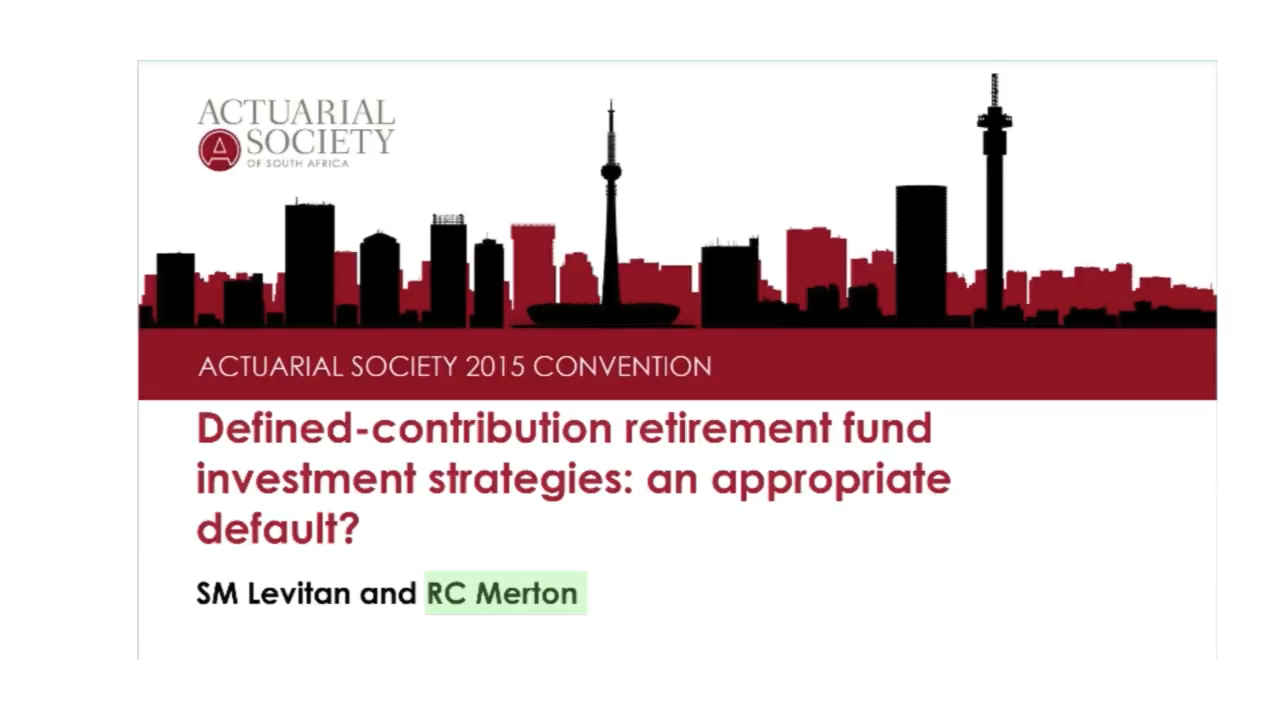 ACTUARIAL
SOCIETY
OF SOUTH AFRICA
ACTUARIAL SOCIETY 2015 CONVENTION
Defined-contribution retirement fund
investment strategies: an appropriate
default?
SM Levitan and RC Merton